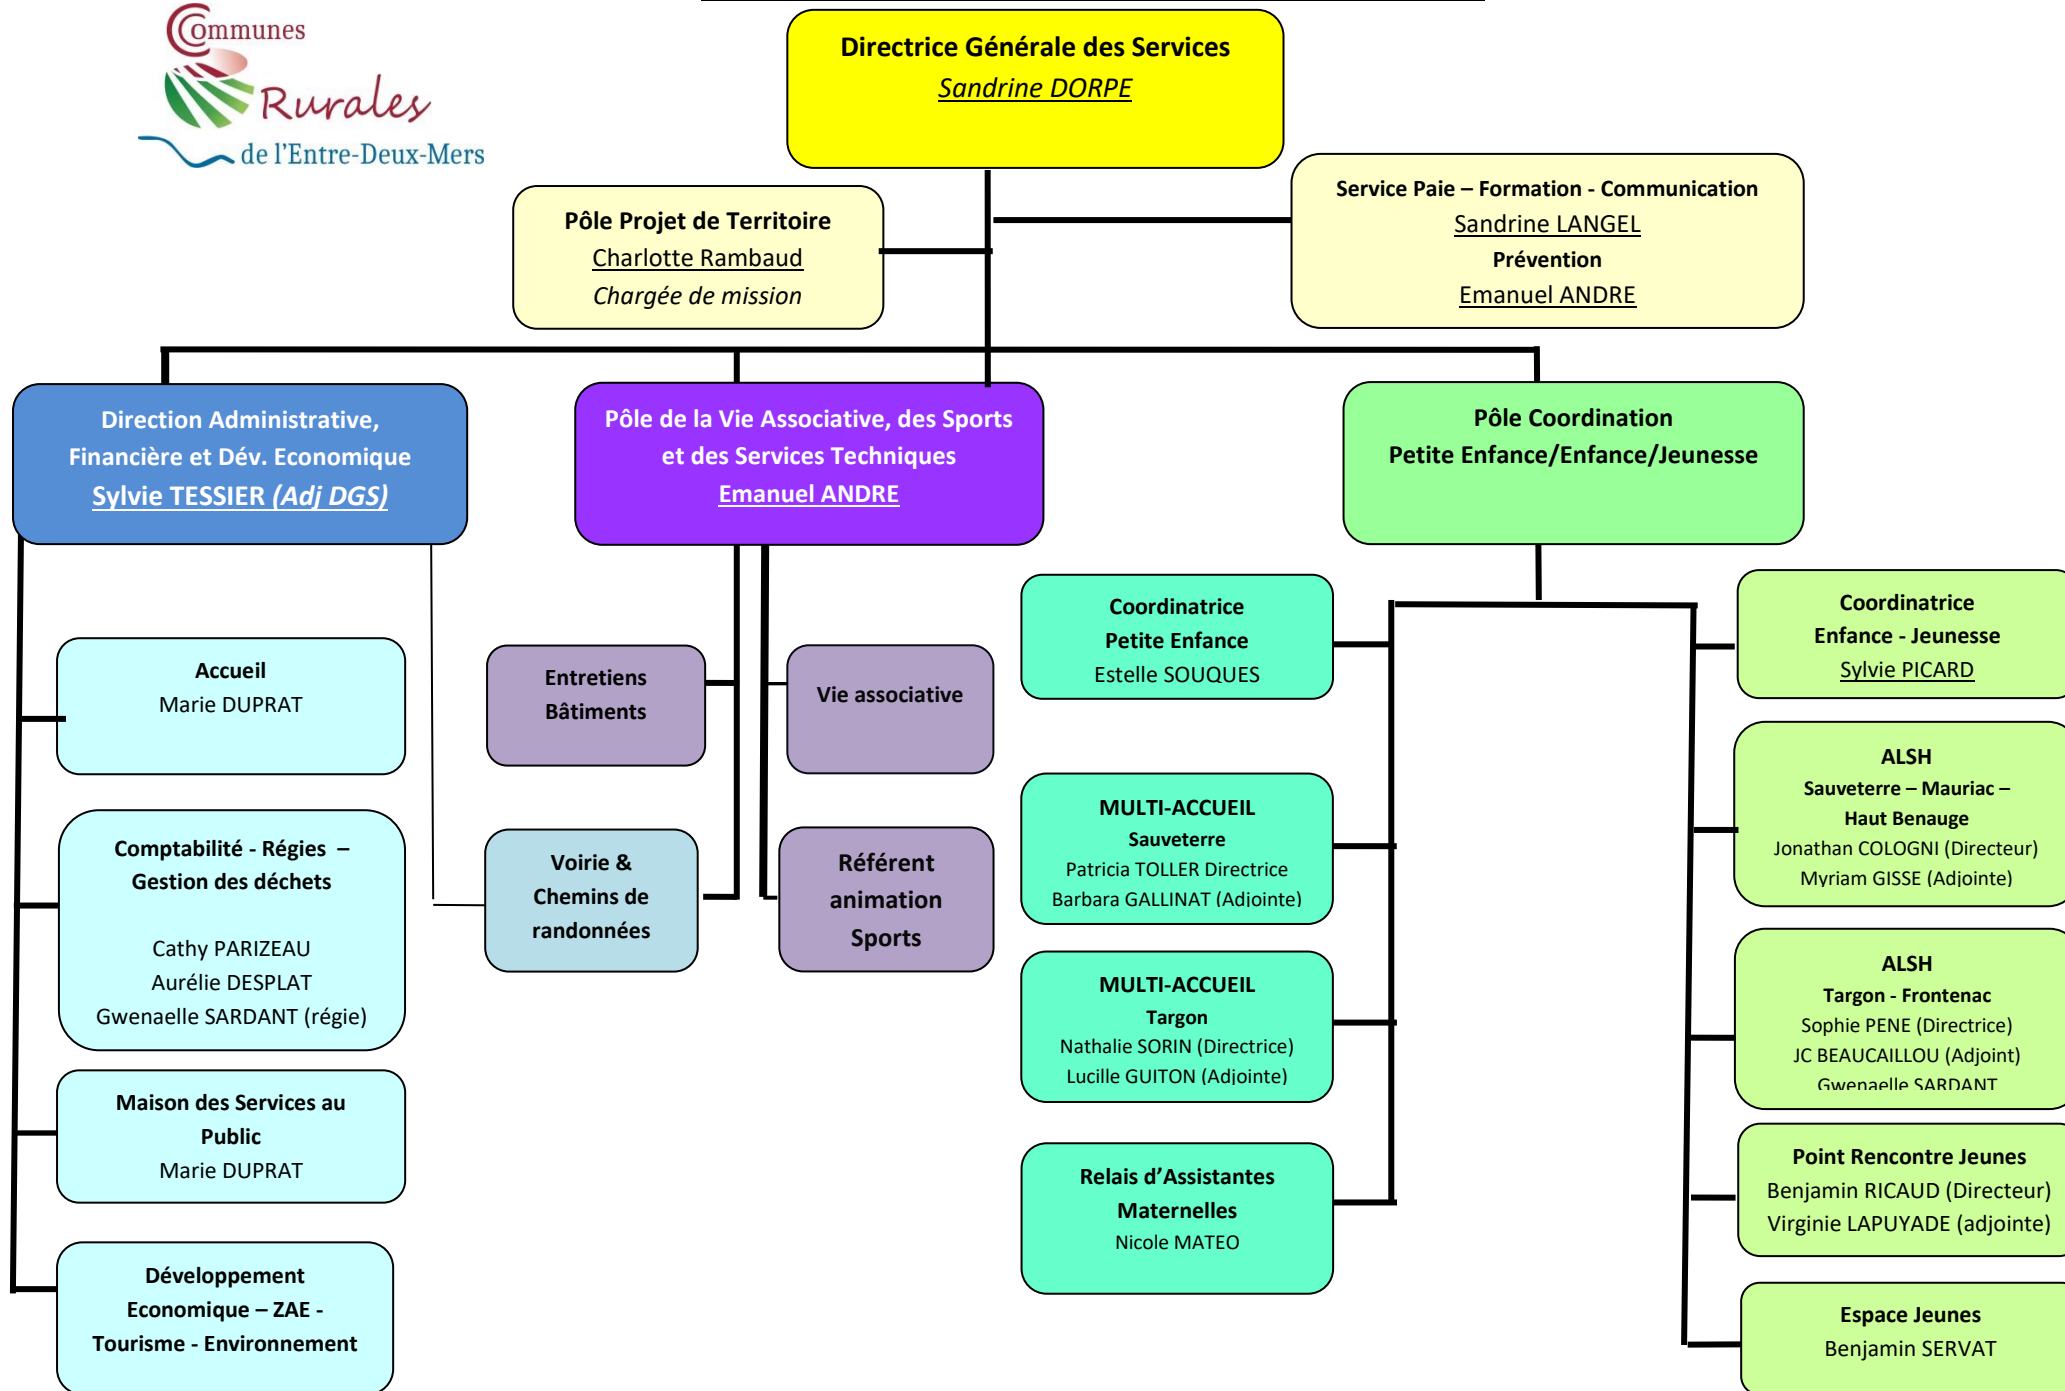 Communes
Rurales
de l'Entre-Deux-Mers
Directrice Générale des Services
Sandrine DORPE
Pôle Projet de Territoire
Charlotte Rambaud
Chargée de mission
Service Paie – Formation - Communication
Sandrine LANGEL
Prévention
Emanuel ANDRE
Direction Administrative,
Financière et Dév. Economique
Sylvie TESSIER (Adj DGS)
Pôle de la Vie Associative, des Sports
et des Services Techniques
Emanuel ANDRE
Pôle Coordination
Petite Enfance/Enfance/Jeunesse
Accueil
Marie DUPRAT
Comptabilité - Régies –
Gestion des déchets
Cathy PARIZEAU
Aurélie DESPLAT
Gwenaelle SARDANT (régie)
Maison des Services au
Public
Marie DUPRAT
Développement
Economique – ZAE -
Tourisme - Environnement
Entretiens
Bâtiments
Voirie &
Chemins de
randonnées
Vie associative
Référent
animation
Sports
Coordinatrice
Petite Enfance
Estelle SOUQUES
MULTI-ACCUEIL
Sauveterre
Patricia TOLLER Directrice
Barbara GALLINAT (Adjointe)
MULTI-ACCUEIL
Targon
Nathalie SORIN (Directrice)
Lucille GUITON (Adjointe)
Relais d'Assistantes
Maternelles
Nicole MATEO
Coordinatrice
Enfance - Jeunesse
Sylvie PICARD
ALSH
Sauveterre – Mauriac –
Haut Benauge
Jonathan COLOGNI (Directeur)
Myriam GISSE (Adjointe)
ALSH
Targon - Frontenac
Sophie PENE (Directrice)
JC BEAUCAILLOU (Adjoint)
Gwenaelle SARDANT
Point Rencontre Jeunes
Benjamin RICAUD (Directeur)
Virginie LAPUYADE (adjointe)
Espace Jeunes
Benjamin SERVAT